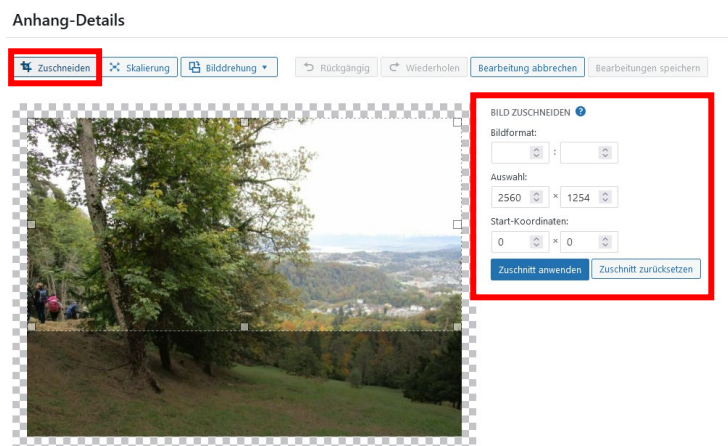 Anhang-Details
Zuschneiden Skalierung Bilddrehung Rückgängig Wiederholen Bearbeitung abbrechen Bearbeitungen speichern
BILD ZUSCHNEIDEN ?
Bildformat:
:
Auswahl:
2560 × 1254
Start-Koordinaten:
0 × 0
Zuschnitt anwenden Zuschnitt zurücksetzen